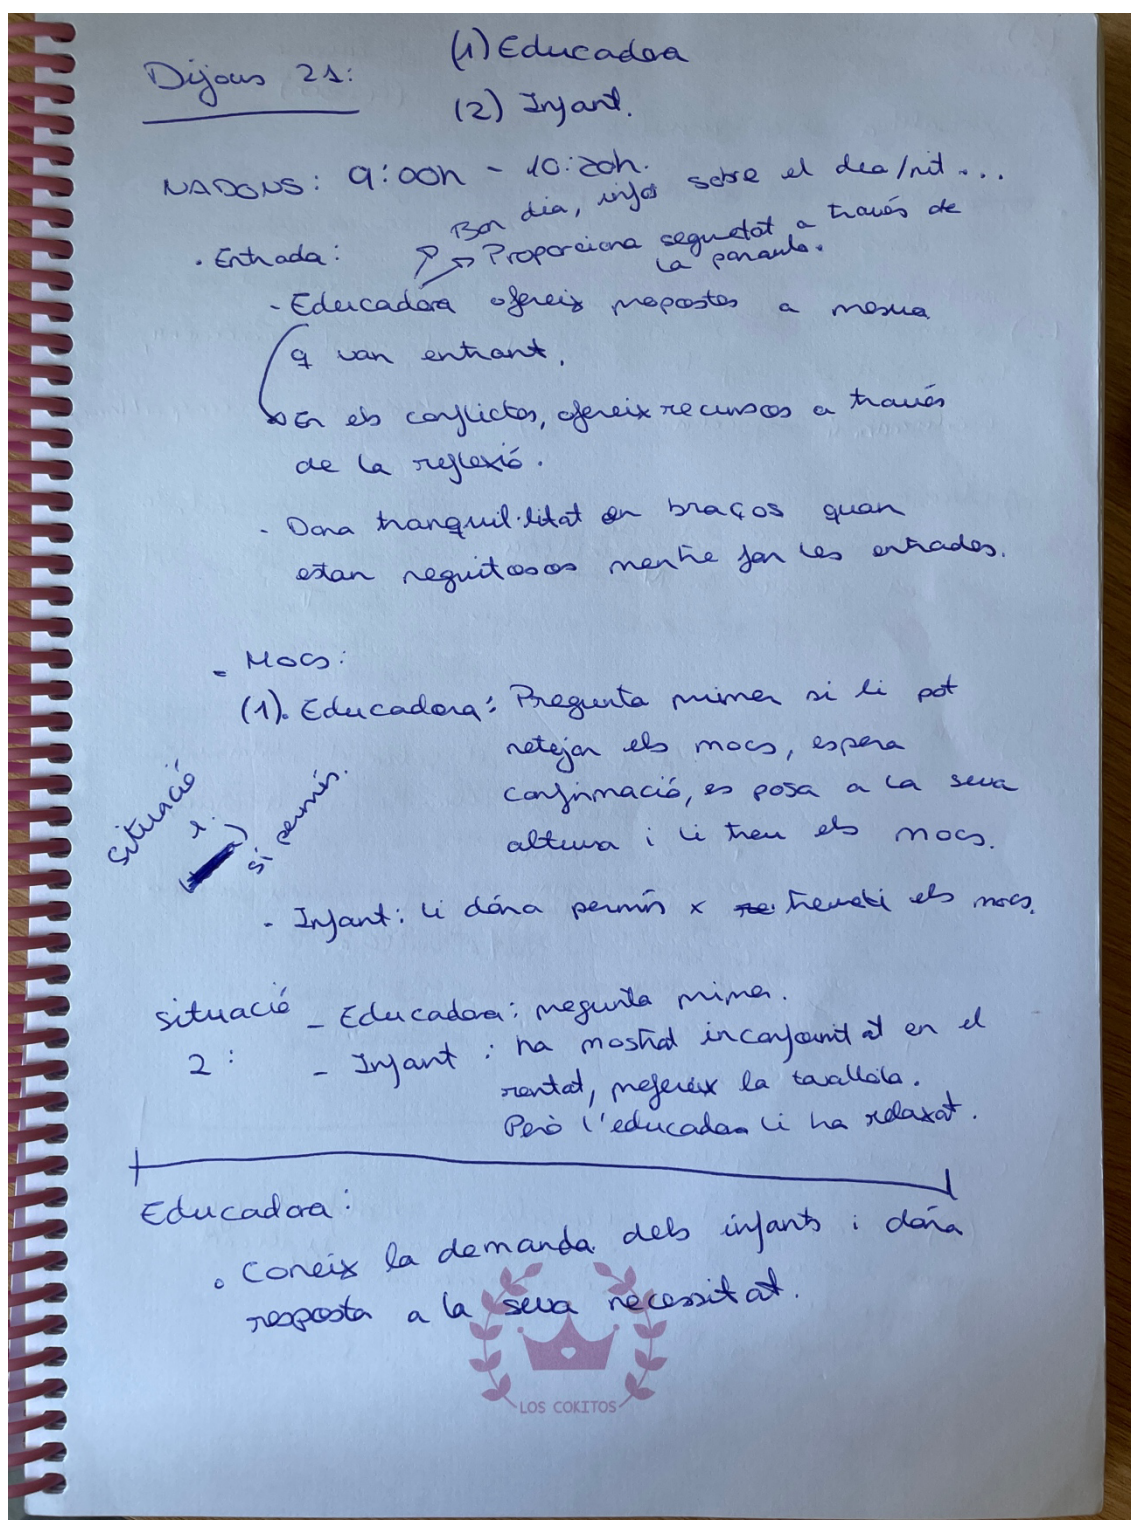 (1) Educadora
Dijous 21:
(2) Infant.
NADONS: 9:00h - 10:20h.
Bon dia, infos sobre el dia/nit...
→ Proporciona seguretat a través de
la paraula.
· Entrada:
- Educadora ofereix propostes a mesura
q van entrant.
→ En els conflictes, ofereix recursos a través
de la reflexió.
- Dona tranquil·litat en braços quan
estan neguitosos mentre fan les entrades.
- Mocs:
(1). Educadora: Pregunta primer si li pot
netejar els mocs, espera
confirmació, es posa a la seva
altura i li treu els mocs.
situació
1.
si permís.
- Infant: li dóna permís x treureli els mocs.
situació - Educadora: pregunta primer.
2: - Infant: ha mostrat inconformitat en el
rentat, prefereix la tovallola.
Però l'educadora li ha relaxat.
Educadora:
· Coneix la demanda dels infants i dóna
resposta a la seva necessitat.
LOS COKITOS